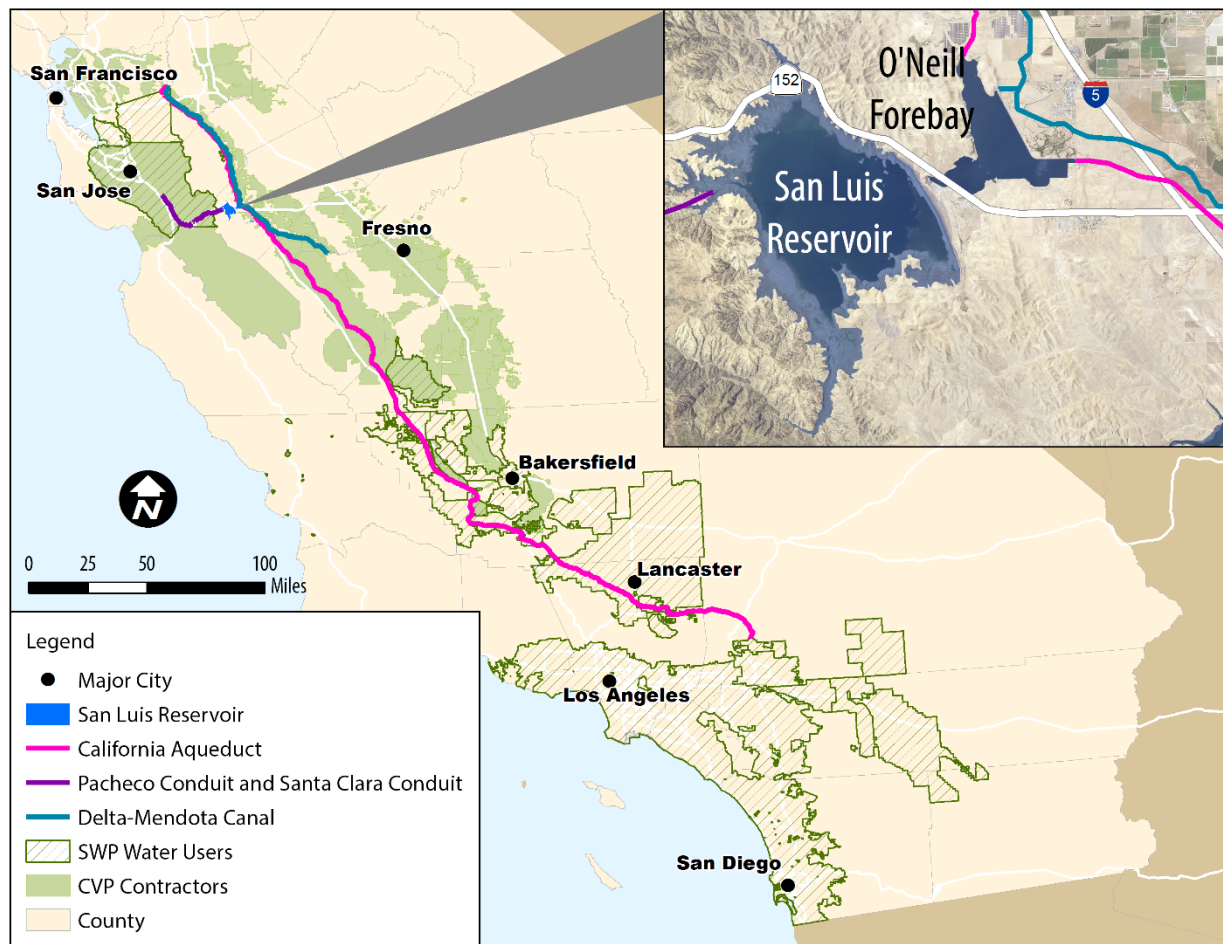 San Francisco
San Jose
Fresno
Bakersfield
Lancaster
Los Angeles
San Diego
152
O'Neill
Forebay
5
San Luis
Reservoir
N
0 25 50 100
Miles
Legend
Major City
San Luis Reservoir
California Aqueduct
Pacheco Conduit and Santa Clara Conduit
Delta-Mendota Canal
SWP Water Users
CVP Contractors
County